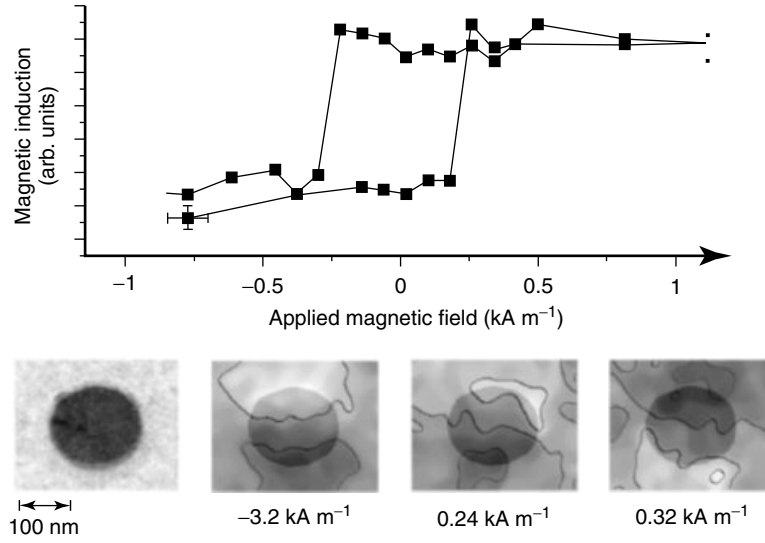 Magnetic induction
(arb. units)
−1
−0.5
0
0.5
1
Applied magnetic field (kA m⁻¹)
100 nm
−3.2 kA m⁻¹
0.24 kA m⁻¹
0.32 kA m⁻¹